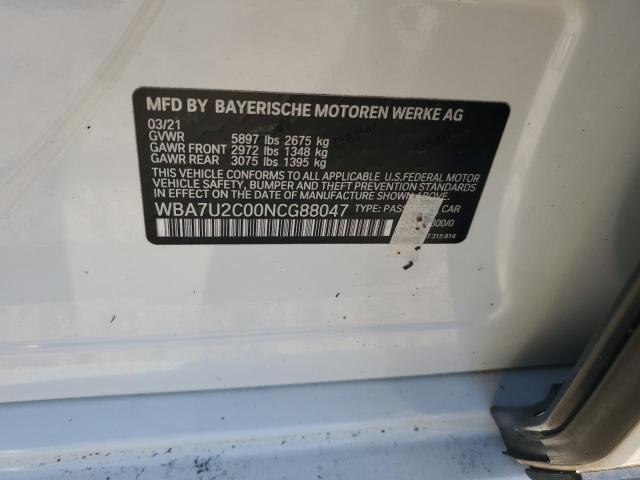 MFD BY BAYERISCHE MOTOREN WERKE AG
03/21
GVWR 5897 lbs 2675 kg
GAWR FRONT 2972 lbs 1348 kg
GAWR REAR 3075 lbs 1395 kg
THIS VEHICLE CONFORMS TO ALL APPLICABLE U.S.FEDERAL MOTOR
VEHICLE SAFETY, BUMPER AND THEFT PREVENTION STANDARDS
IN EFFECT ON THE DATE OF MANUFACTURE SHOWN ABOVE.
WBA7U2C00NCG88047 TYPE: CAR